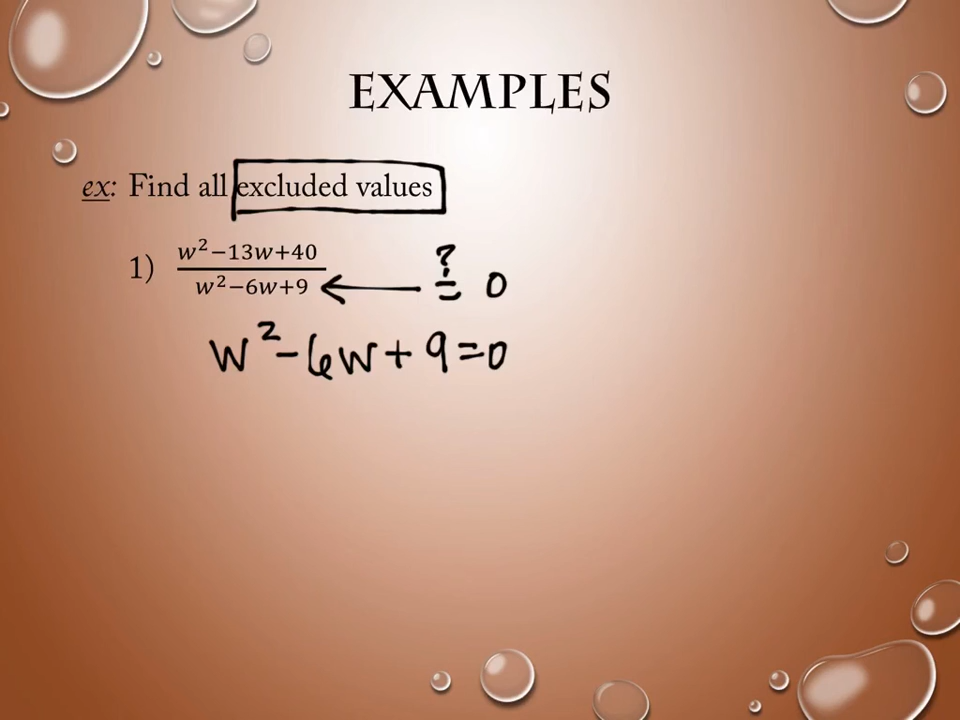 EXAMPLES
ex: Find all excluded values
1) w²−13w+40
w²−6w+9
? = 0
w² - 6w + 9 = 0